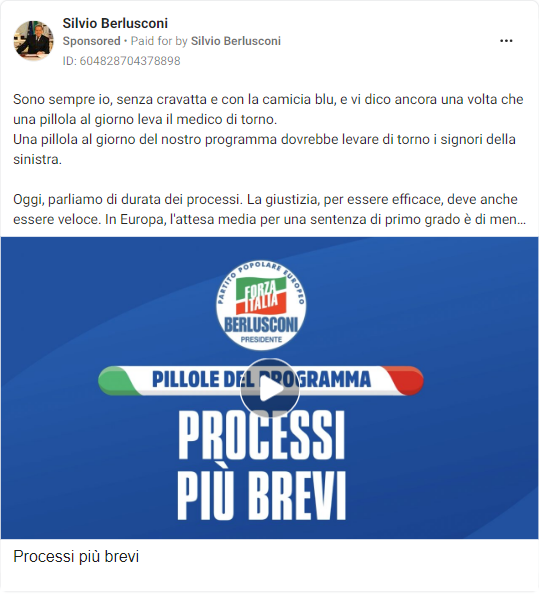 Silvio Berlusconi
Sponsored • Paid for by Silvio Berlusconi
ID: 604828704378898
Sono sempre io, senza cravatta e con la camicia blu, e vi dico ancora una volta che
una pillola al giorno leva il medico di torno.
Una pillola al giorno del nostro programma dovrebbe levare di torno i signori della
sinistra.
Oggi, parliamo di durata dei processi. La giustizia, per essere efficace, deve anche
essere veloce. In Europa, l'attesa media per una sentenza di primo grado è di men...
PARTITO POPOLARE EUROPEO
FORZA
ITALIA
BERLUSCONI
PRESIDENTE
PILLOLE DEL PROGRAMMA
PROCESSI
PIÙ BREVI
Processi più brevi